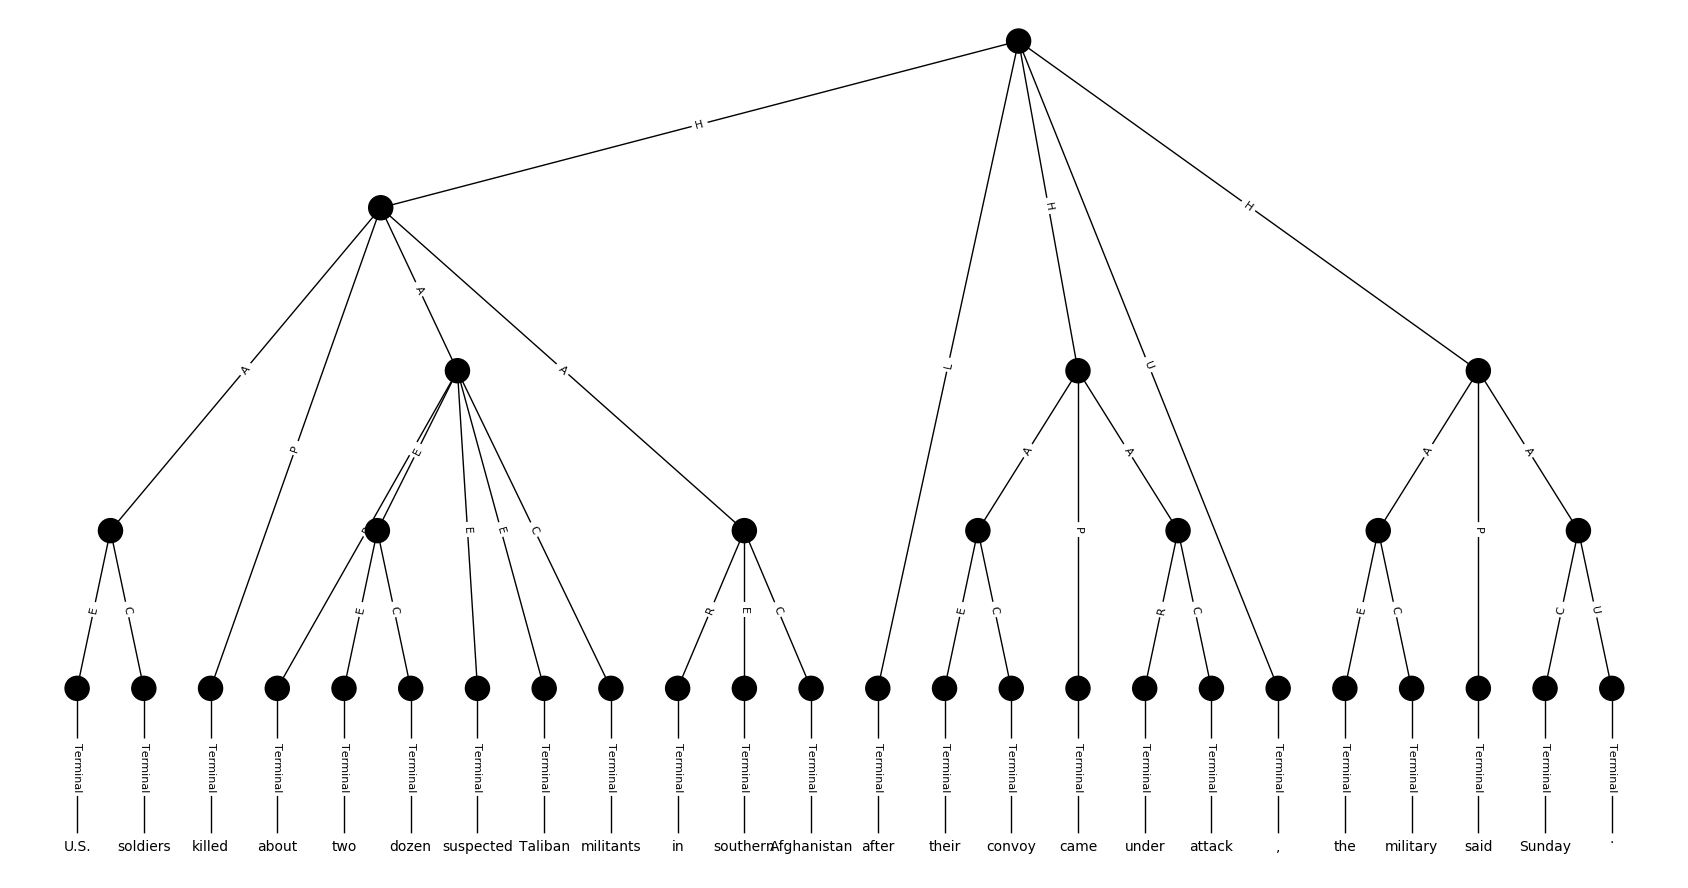 H
H
H
A
A
L
U
A
P
E
A
A
A
A
E
E
C
P
P
E
C
E
C
R
E
C
E
C
R
C
E
C
C
U
Terminal Terminal Terminal Terminal Terminal Terminal Terminal Terminal Terminal Terminal Terminal Terminal Terminal Terminal Terminal Terminal Terminal Terminal Terminal Terminal Terminal Terminal Terminal Terminal
U.S. soldiers killed about two dozen suspected Taliban militants in southern Afghanistan after their convoy came under attack , the military said Sunday .